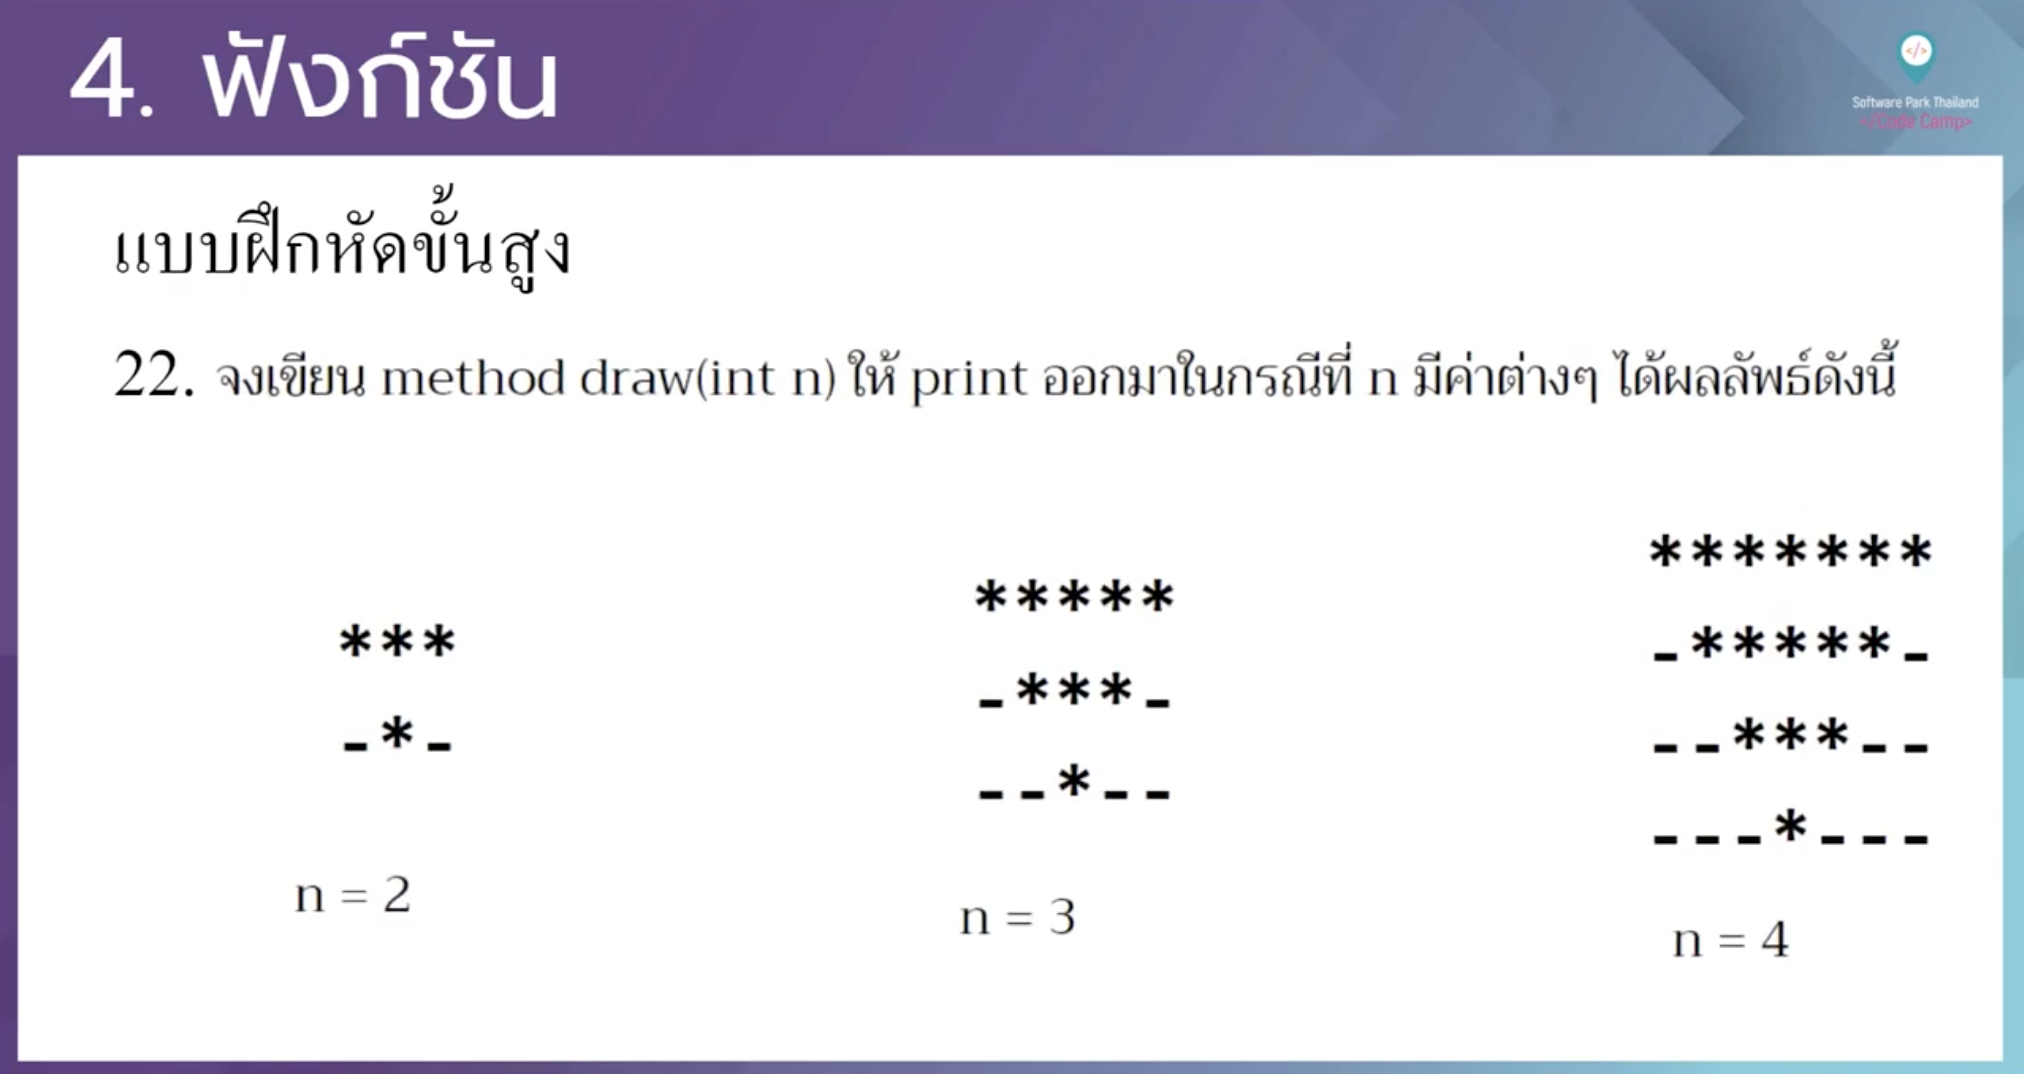 4. ฟังก์ชัน
Software Park Thailand
</Code Camp>
แบบฝึกหัดขั้นสูง
22. จงเขียน method draw(int n) ให้ print ออกมาในกรณีที่ n มีค่าต่างๆ ได้ผลลัพธ์ดังนี้
***
-*-
n = 2
*****
-***-
--*--
n = 3
*******
-*****-
--***--
---*---
n = 4